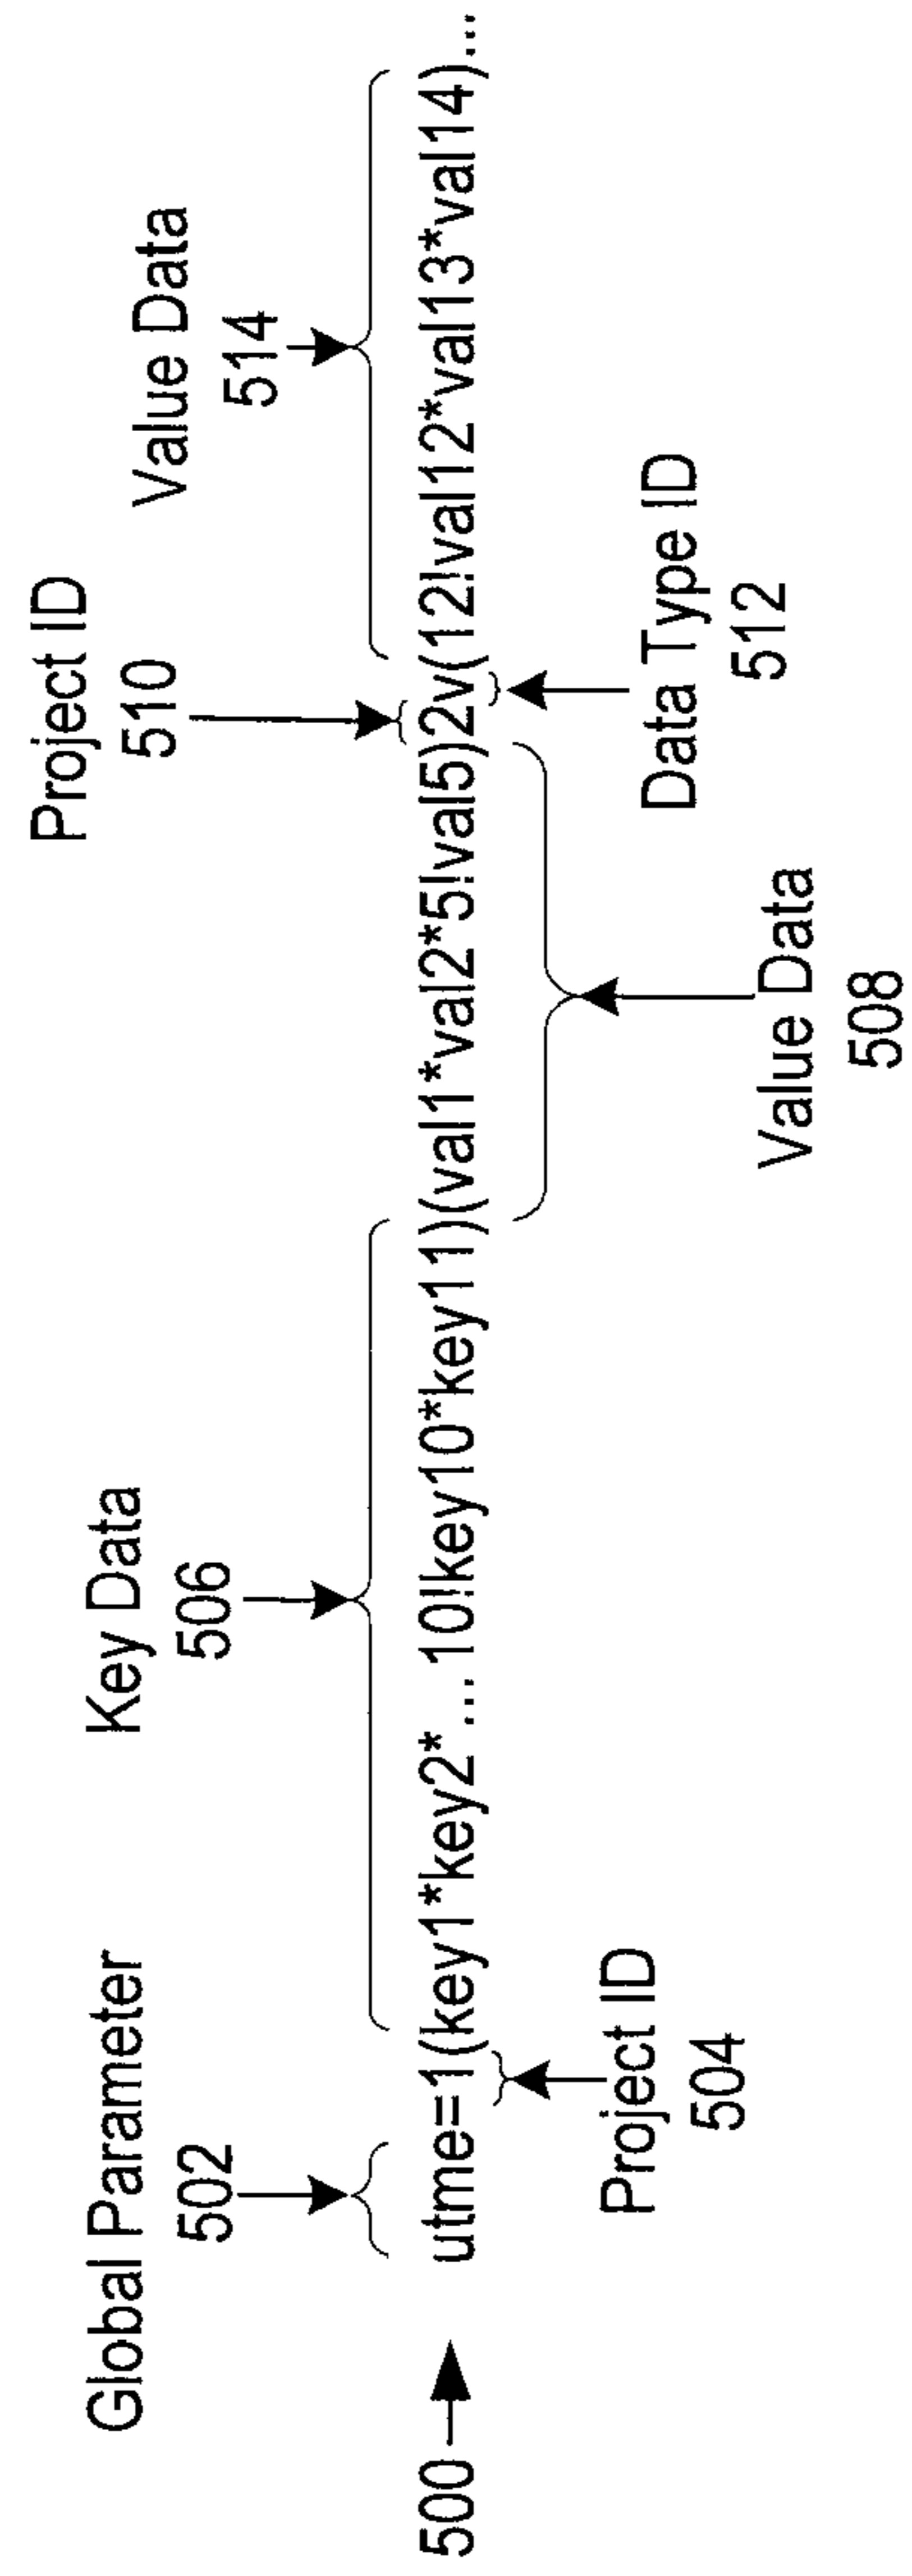 Global Parameter
502
Key Data
506
Project ID
510
Value Data
514
500
utme=1(key1*key2*...10!key10*key11)(val1*val2*5!val5)2v(12!val12*val13*val14)...
Project ID
504
Value Data
508
Data Type ID
512